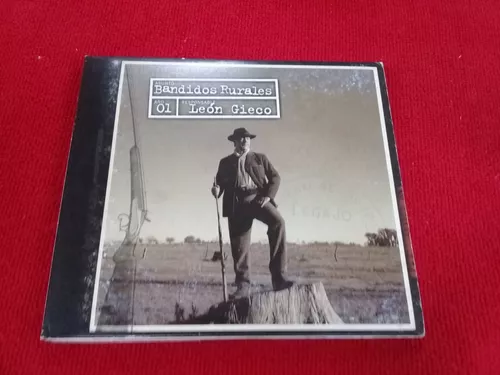 Bandidos Rurales
01 León Gieco